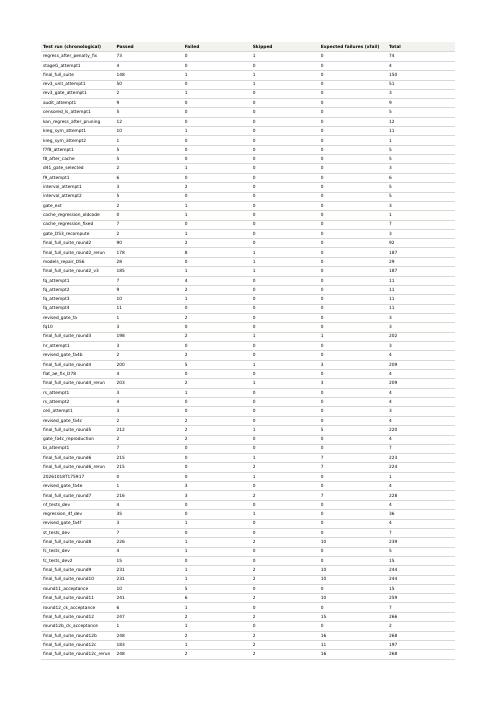 Test run (chronological) Passed Failed Skipped Expected failures (xfail) Total
regress_after_penalty_fix 73 0 1 0 74
stage0_attempt1 4 0 0 0 4
final_full_suite 148 1 1 0 150
rev3_unit_attempt1 50 0 1 0 51
rev3_gate_attempt1 2 1 0 0 3
audit_attempt1 9 0 0 0 9
censored_ls_attempt1 5 0 0 0 5
kan_regress_after_pruning 12 0 0 0 12
kreg_sym_attempt1 10 1 0 0 11
kreg_sym_attempt2 1 0 0 0 1
f7f8_attempt1 5 0 0 0 5
f8_after_cache 5 0 0 0 5
d41_gate_selected 2 1 0 0 3
f9_attempt1 6 0 0 0 6
interval_attempt1 3 2 0 0 5
interval_attempt2 5 0 0 0 5
gate_ext 2 1 0 0 3
cache_regression_oldcode 0 1 0 0 1
cache_regression_fixed 7 0 0 0 7
gate_D53_recompute 2 1 0 0 3
final_full_suite_round2 90 2 0 0 92
final_full_suite_round2_rerun 178 8 1 0 187
models_repair_D56 28 0 1 0 29
final_full_suite_round2_v3 185 1 1 0 187
fq_attempt1 7 4 0 0 11
fq_attempt2 9 2 0 0 11
fq_attempt3 10 1 0 0 11
fq_attempt4 11 0 0 0 11
revised_gate_fa 1 2 0 0 3
fq10 3 0 0 0 3
final_full_suite_round3 198 2 1 1 202
hr_attempt1 3 0 0 0 3
revised_gate_fa4b 2 2 0 0 4
final_full_suite_round4 200 5 1 3 209
flat_ae_fix_D78 4 0 0 0 4
final_full_suite_round4_rerun 203 2 1 3 209
rs_attempt1 3 1 0 0 4
rs_attempt2 4 0 0 0 4
ceil_attempt1 3 0 0 0 3
revised_gate_fa4c 2 2 0 0 4
final_full_suite_round5 212 2 1 5 220
gate_fa4c_reproduction 2 2 0 0 4
bi_attempt1 7 0 0 0 7
final_full_suite_round6 215 0 1 7 223
final_full_suite_round6_rerun 215 0 2 7 224
20261018T175917 0 0 1 0 1
revised_gate_fa4e 1 3 0 0 4
final_full_suite_round7 216 3 2 7 228
nf_tests_dev 4 0 0 0 4
regression_4f_dev 35 0 1 0 36
revised_gate_fa4f 3 1 0 0 4
st_tests_dev 7 0 0 0 7
final_full_suite_round8 226 1 2 10 239
fc_tests_dev 4 1 0 0 5
fc_tests_dev2 15 0 0 0 15
final_full_suite_round9 231 1 2 10 244
final_full_suite_round10 231 1 2 10 244
round11_acceptance 10 5 0 0 15
final_full_suite_round11 241 6 2 10 259
round12_ck_acceptance 6 1 0 0 7
final_full_suite_round12 247 2 2 15 266
round12b_ck_acceptance 1 1 0 0 2
final_full_suite_round12b 248 2 2 16 268
final_full_suite_round12c 183 1 2 11 197
final_full_suite_round12c_rerun 248 2 2 16 268